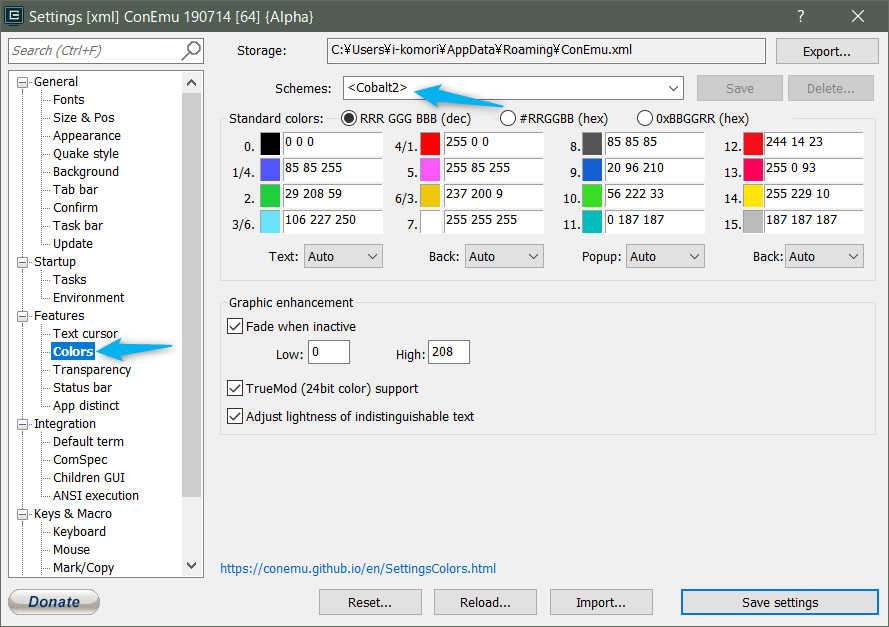 Settings [xml] ConEmu 190714 [64] {Alpha}
?
Search (Ctrl+F)
General
Fonts
Size & Pos
Appearance
Quake style
Background
Tab bar
Confirm
Task bar
Update
Startup
Tasks
Environment
Features
Text cursor
Colors
Transparency
Status bar
App distinct
Integration
Default term
ComSpec
Children GUI
ANSI execution
Keys & Macro
Keyboard
Mouse
Mark/Copy
Storage: C:¥Users¥i-komori¥AppData¥Roaming¥ConEmu.xml Export...
Schemes: <Cobalt2> Save Delete...
Standard colors: RRR GGG BBB (dec) #RRGGBB (hex) 0xBBGGRR (hex)
0. 0 0 0 4/1. 255 0 0 8. 85 85 85 12. 244 14 23
1/4. 85 85 255 5. 255 85 255 9. 20 96 210 13. 255 0 93
2. 29 208 59 6/3. 237 200 9 10. 56 222 33 14. 255 229 10
3/6. 106 227 250 7. 255 255 255 11. 0 187 187 15. 187 187 187
Text: Auto Back: Auto Popup: Auto Back: Auto
Graphic enhancement
Fade when inactive
Low: 0 High: 208
TrueMod (24bit color) support
Adjust lightness of indistinguishable text
https://conemu.github.io/en/SettingsColors.html
Donate Reset... Reload... Import... Save settings